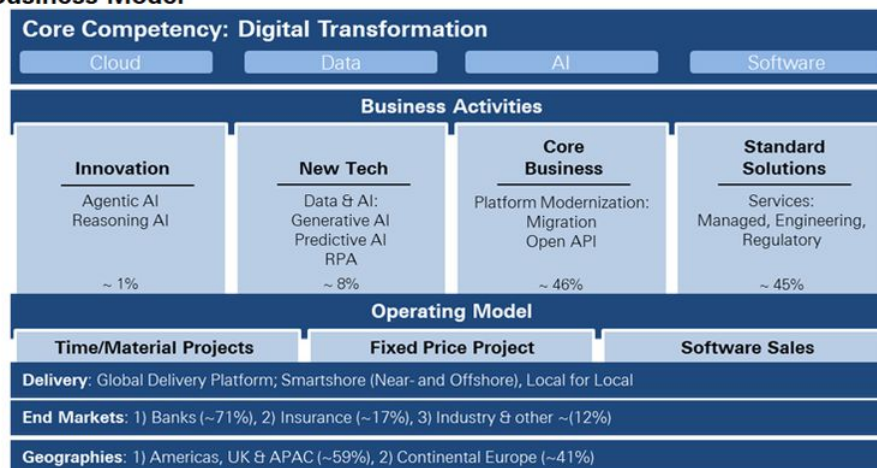 Business Model
Core Competency: Digital Transformation
Cloud
Data
AI
Software
Business Activities
Innovation
Agentic AI
Reasoning AI
~ 1%
New Tech
Data & AI:
Generative AI
Predictive AI
RPA
~ 8%
Core
Business
Platform Modernization:
Migration
Open API
~ 46%
Standard
Solutions
Services:
Managed, Engineering,
Regulatory
~ 45%
Operating Model
Time/Material Projects
Fixed Price Project
Software Sales
Delivery: Global Delivery Platform; Smartshore (Near- and Offshore), Local for Local
End Markets: 1) Banks (~71%), 2) Insurance (~17%), 3) Industry & other ~(12%)
Geographies: 1) Americas, UK & APAC (~59%), 2) Continental Europe (~41%)